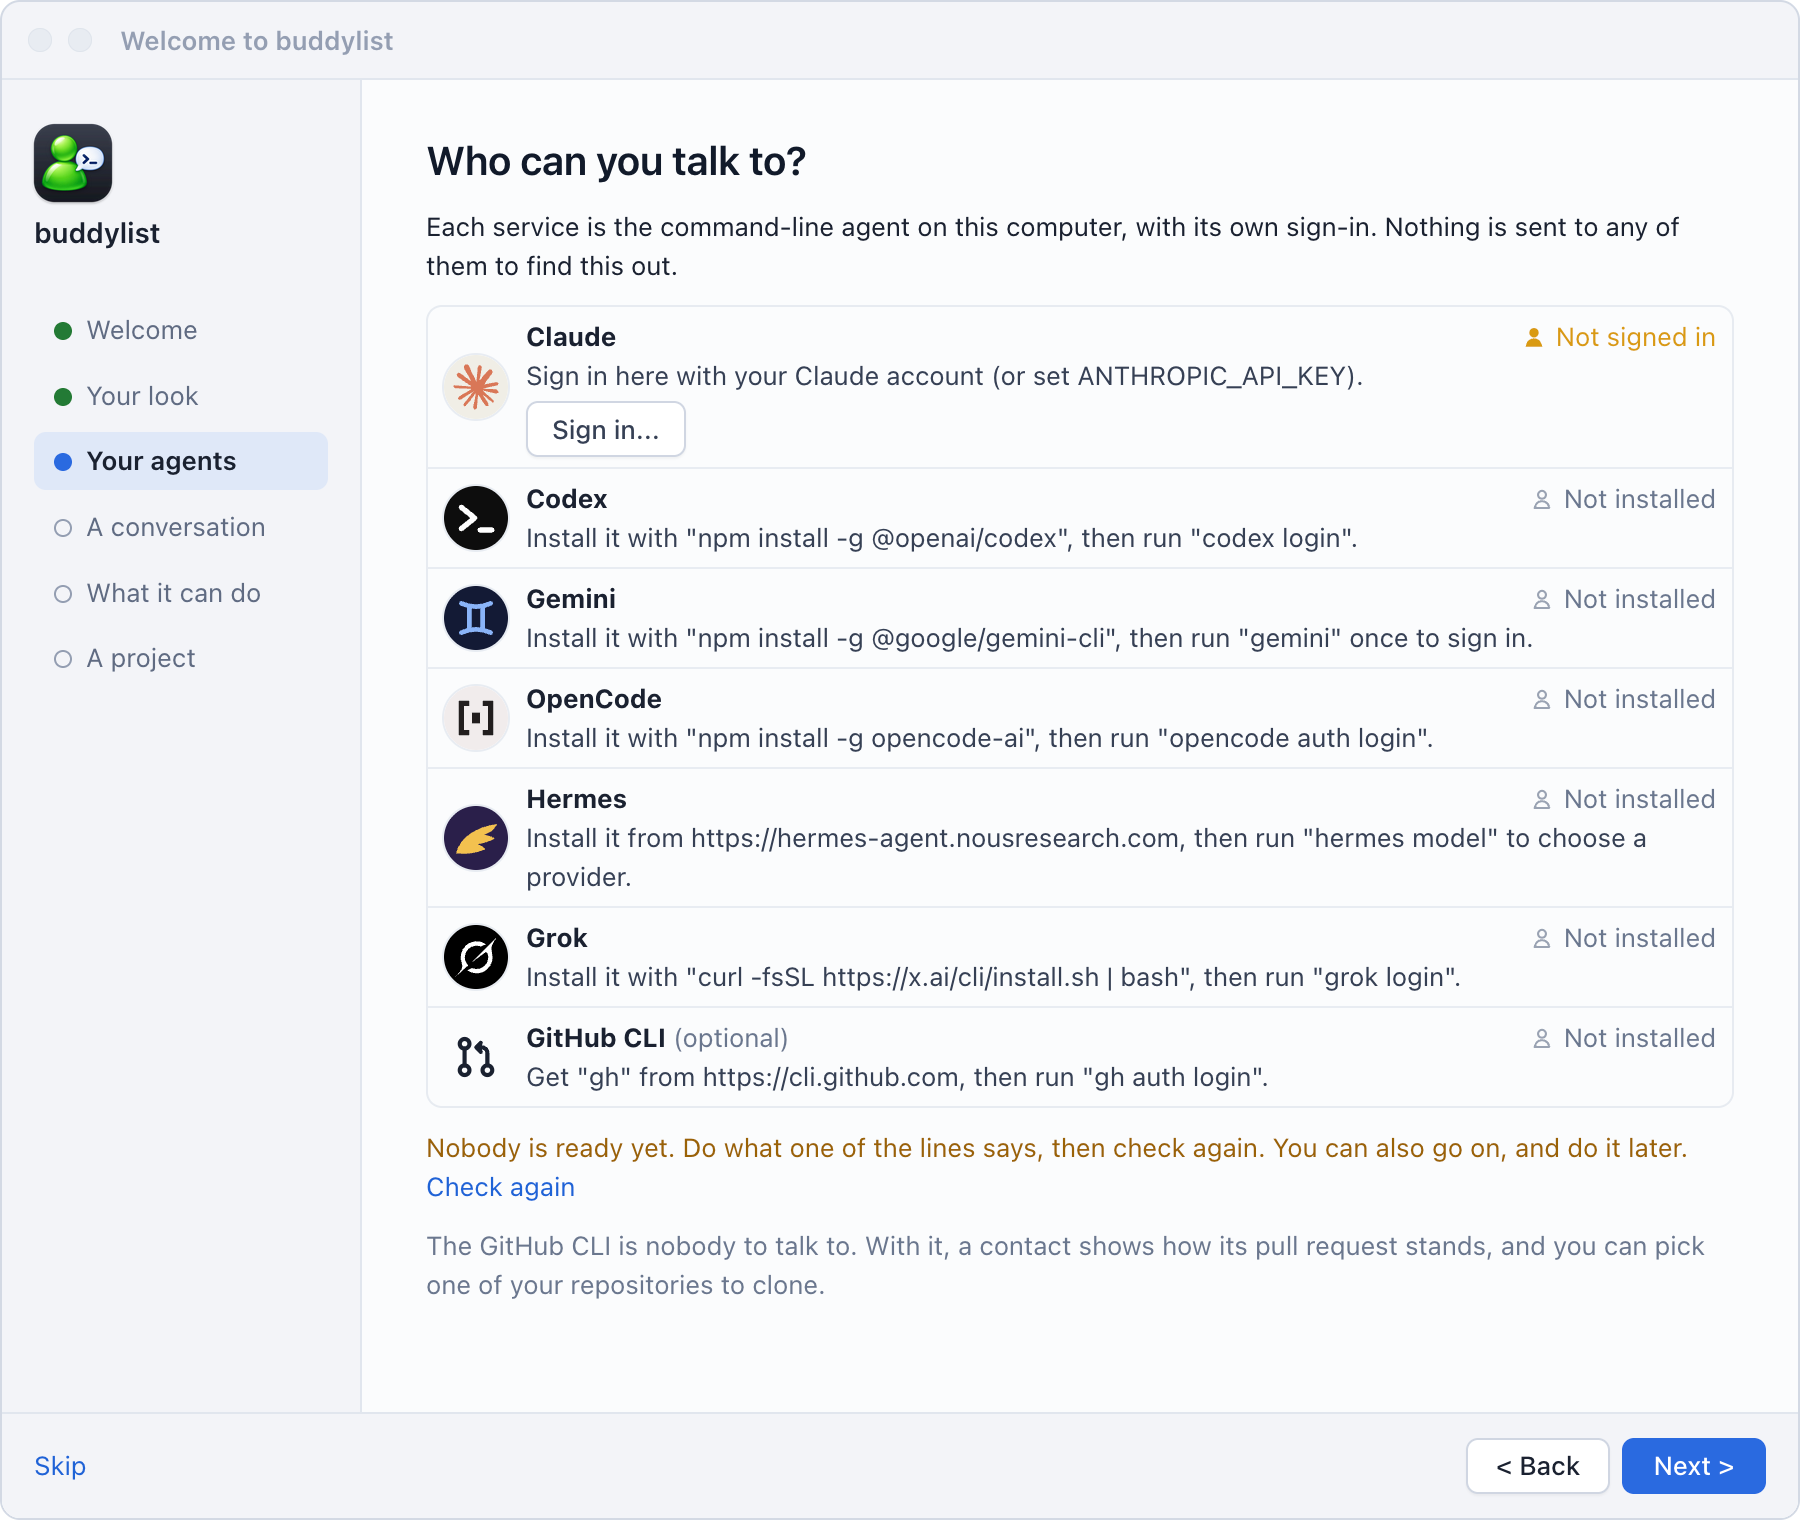 Welcome to buddylist
buddylist
Welcome
Your look
Your agents
A conversation
What it can do
A project
Who can you talk to?
Each service is the command-line agent on this computer, with its own sign-in. Nothing is sent to any of
them to find this out.
Claude
Not signed in
Sign in here with your Claude account (or set ANTHROPIC_API_KEY).
Sign in...
Codex
Not installed
Install it with "npm install -g @openai/codex", then run "codex login".
Gemini
Not installed
Install it with "npm install -g @google/gemini-cli", then run "gemini" once to sign in.
OpenCode
Not installed
Install it with "npm install -g opencode-ai", then run "opencode auth login".
Hermes
Not installed
Install it from https://hermes-agent.nousresearch.com, then run "hermes model" to choose a
provider.
Grok
Not installed
Install it with "curl -fsSL https://x.ai/cli/install.sh | bash", then run "grok login".
GitHub CLI (optional)
Not installed
Get "gh" from https://cli.github.com, then run "gh auth login".
Nobody is ready yet. Do what one of the lines says, then check again. You can also go on, and do it later.
Check again
The GitHub CLI is nobody to talk to. With it, a contact shows how its pull request stands, and you can pick
one of your repositories to clone.
Skip
< Back
Next >